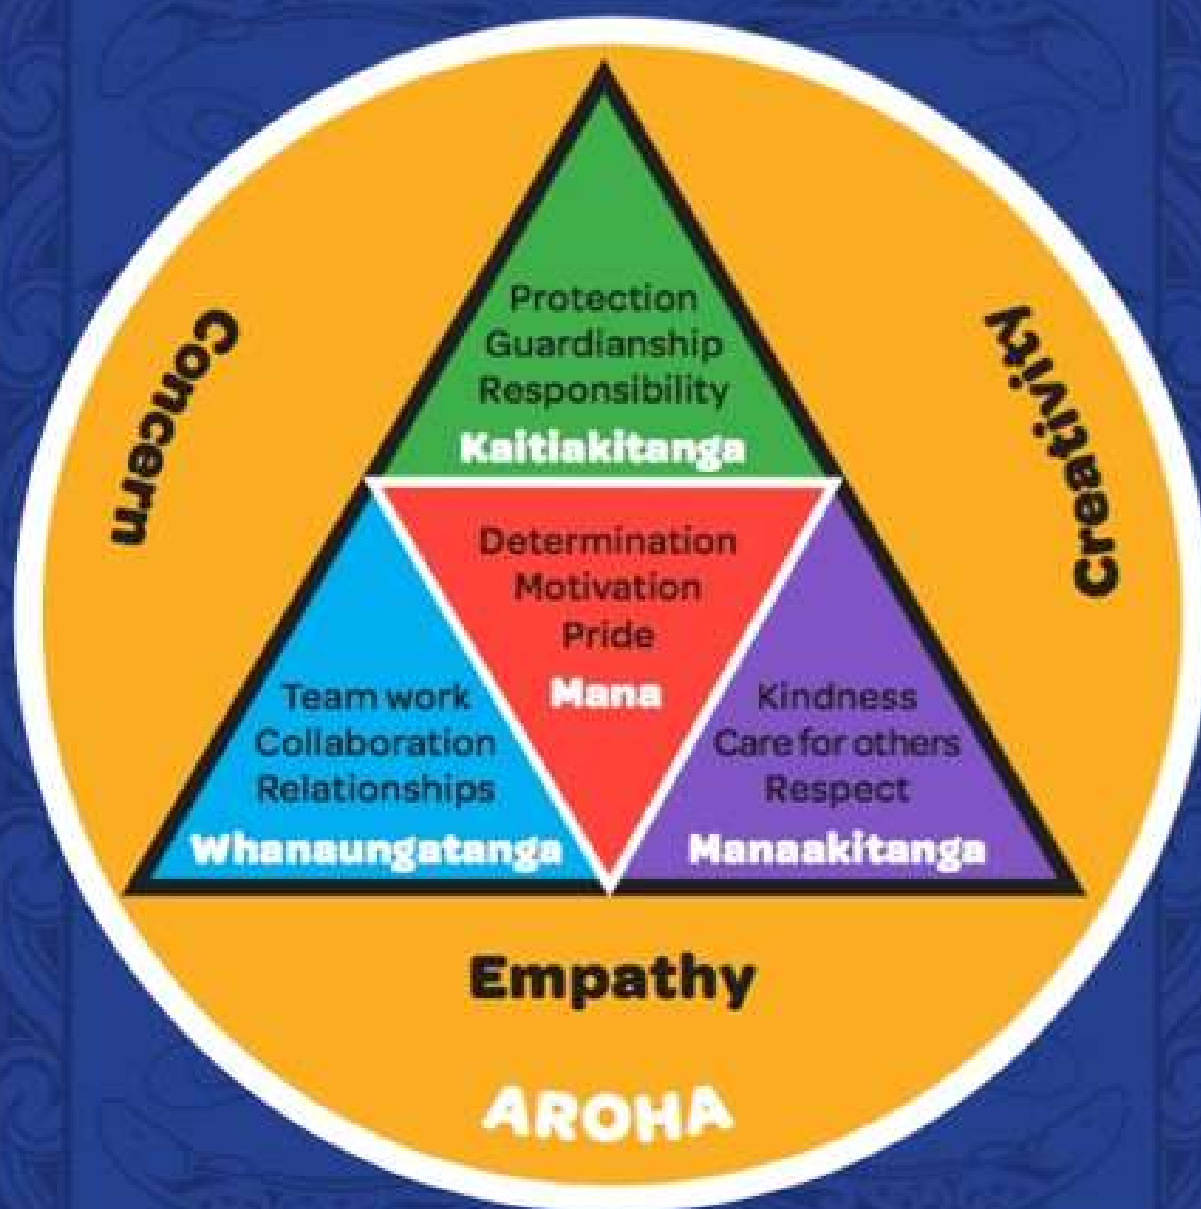 Concern
Creativity
Protection
Guardianship
Responsibility
Kaitiakitanga
Determination
Motivation
Pride
Mana
Team work
Collaboration
Relationships
Whanaungatanga
Kindness
Care for others
Respect
Manaakitanga
Empathy
AROHA